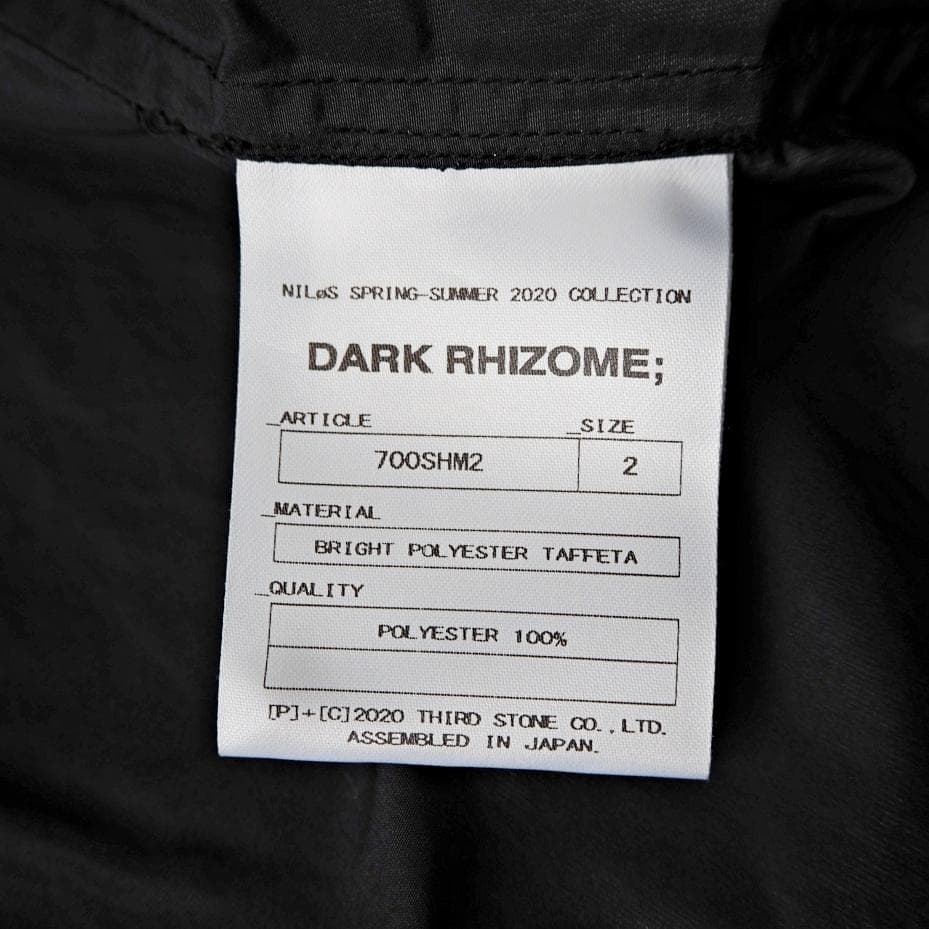 NILøS SPRING-SUMMER 2020 COLLECTION
DARK RHIZOME;
_ARTICLE _SIZE
700SHM2 2
_MATERIAL
BRIGHT POLYESTER TAFFETA
_QUALITY
POLYESTER 100%
[P]+[C]2020 THIRD STONE CO.,LTD.
ASSEMBLED IN JAPAN.